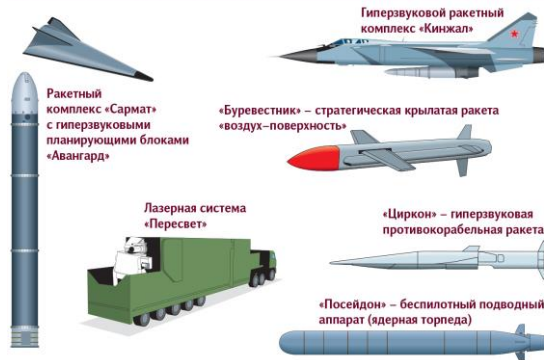 Гиперзвуковой ракетный
комплекс «Кинжал»
Ракетный
комплекс «Сармат»
с гиперзвуковыми
планирующими блоками
«Авангард»
«Буревестник» – стратегическая крылатая ракета
«воздух–поверхность»
Лазерная система
«Пересвет»
«Циркон» – гиперзвуковая
противокорабельная ракета
«Посейдон» – беспилотный подводный
аппарат (ядерная торпеда)